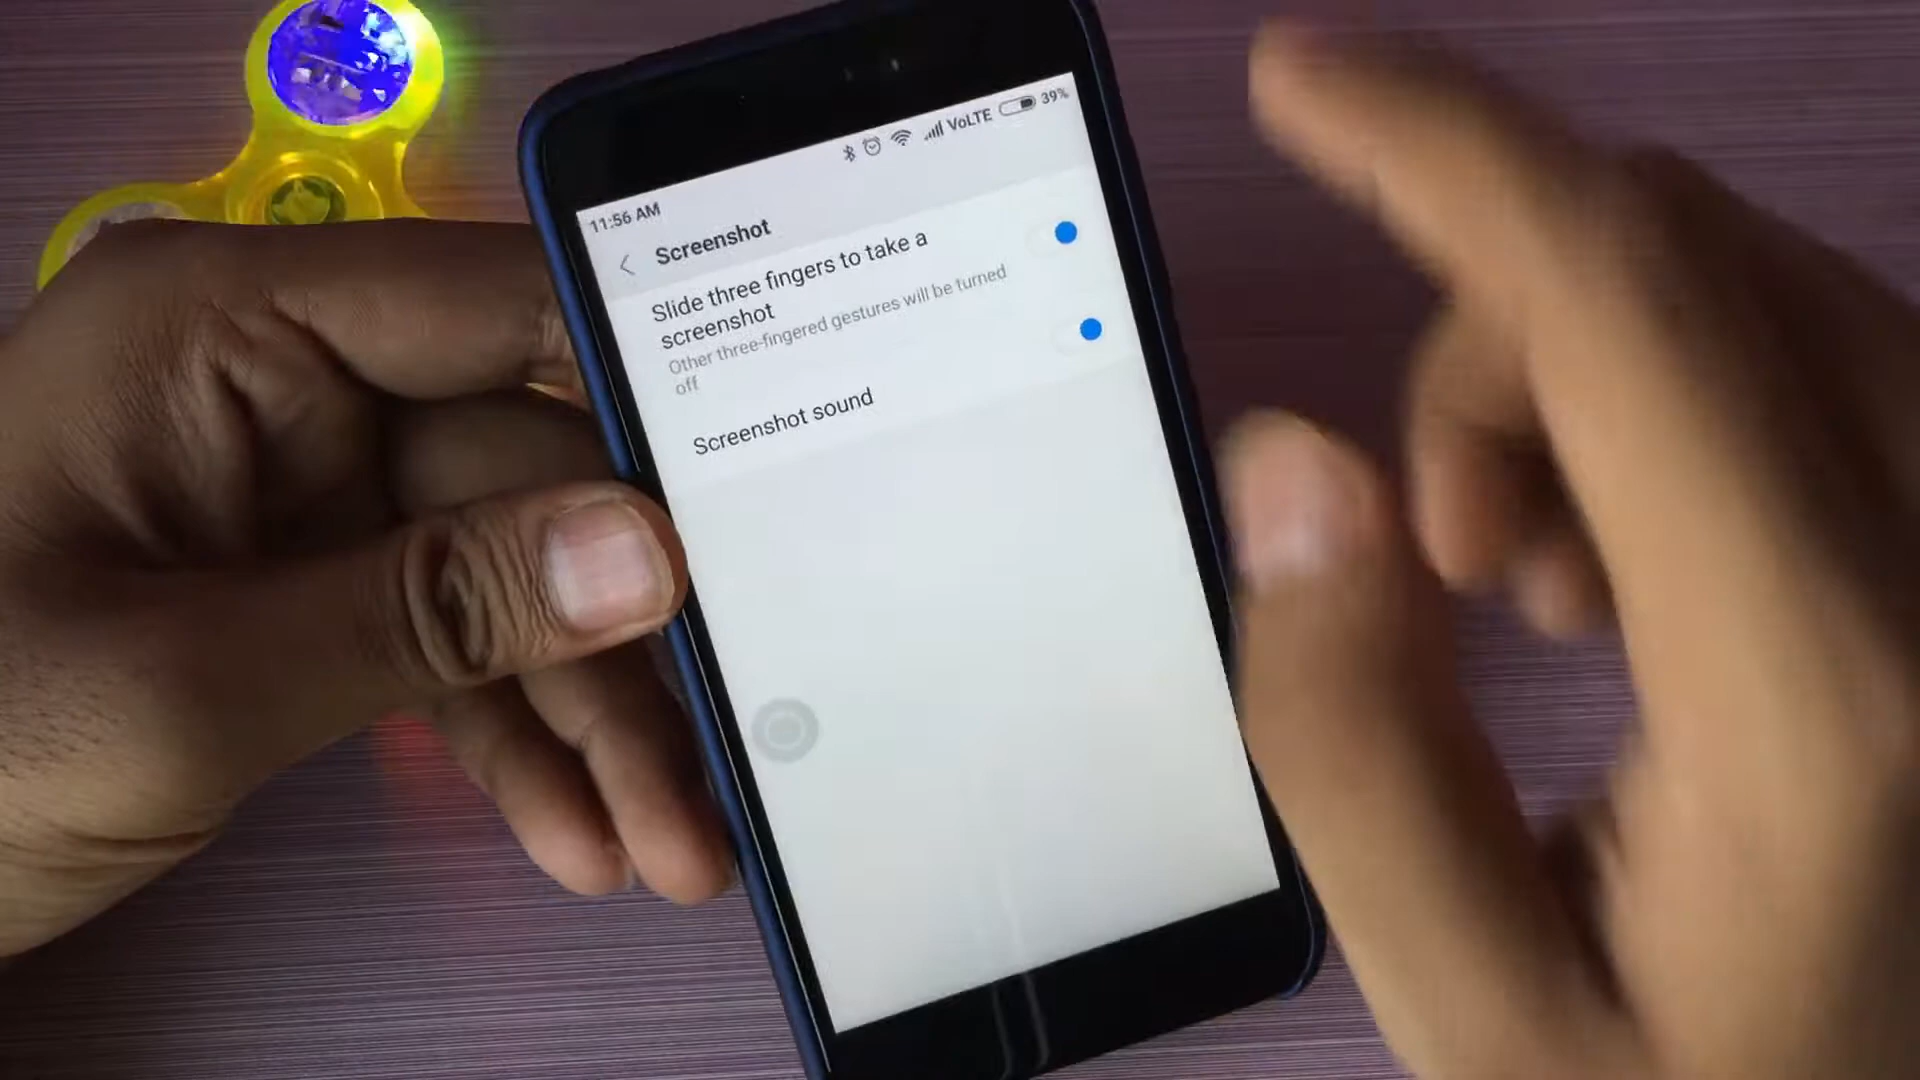 11:56 AM
VoLTE 39%
Screenshot
Slide three fingers to take a
screenshot
Other three-fingered gestures will be turned
off
Screenshot sound